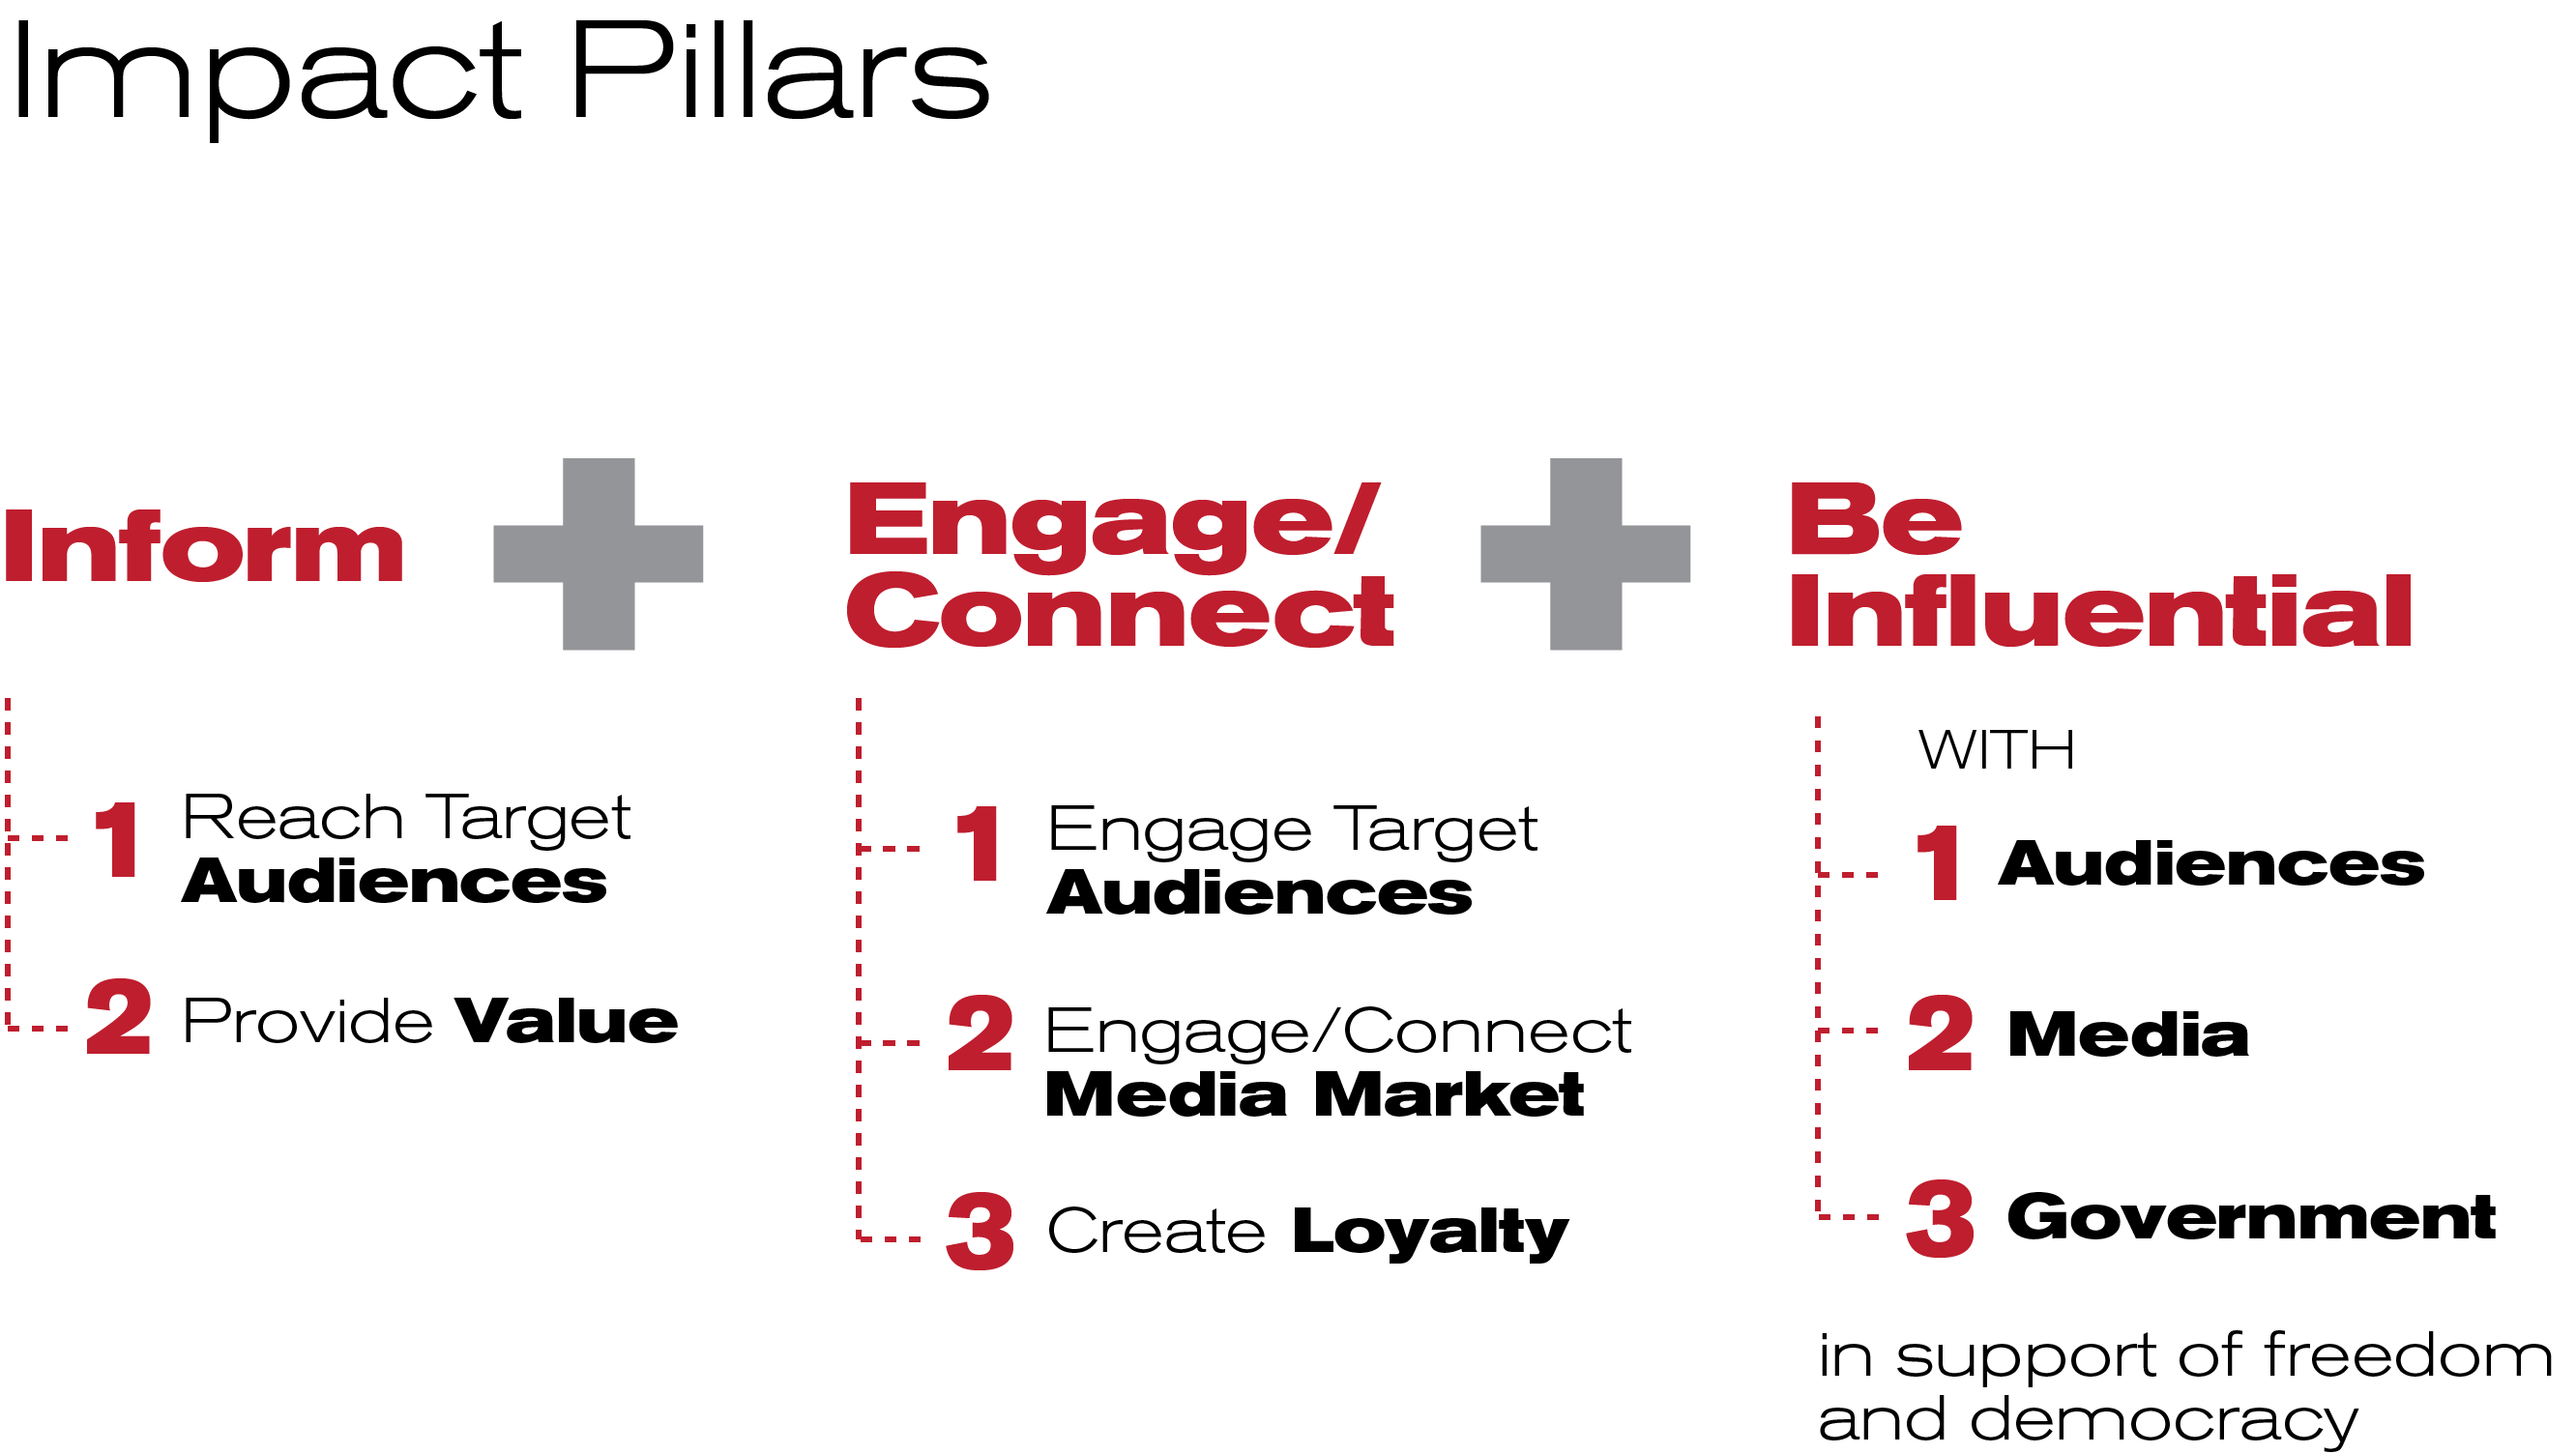 Impact Pillars
Inform
1 Reach Target
Audiences
2 Provide Value
Engage/
Connect
1 Engage Target
Audiences
2 Engage/Connect
Media Market
3 Create Loyalty
Be
Influential
WITH
1 Audiences
2 Media
3 Government
in support of freedom
and democracy